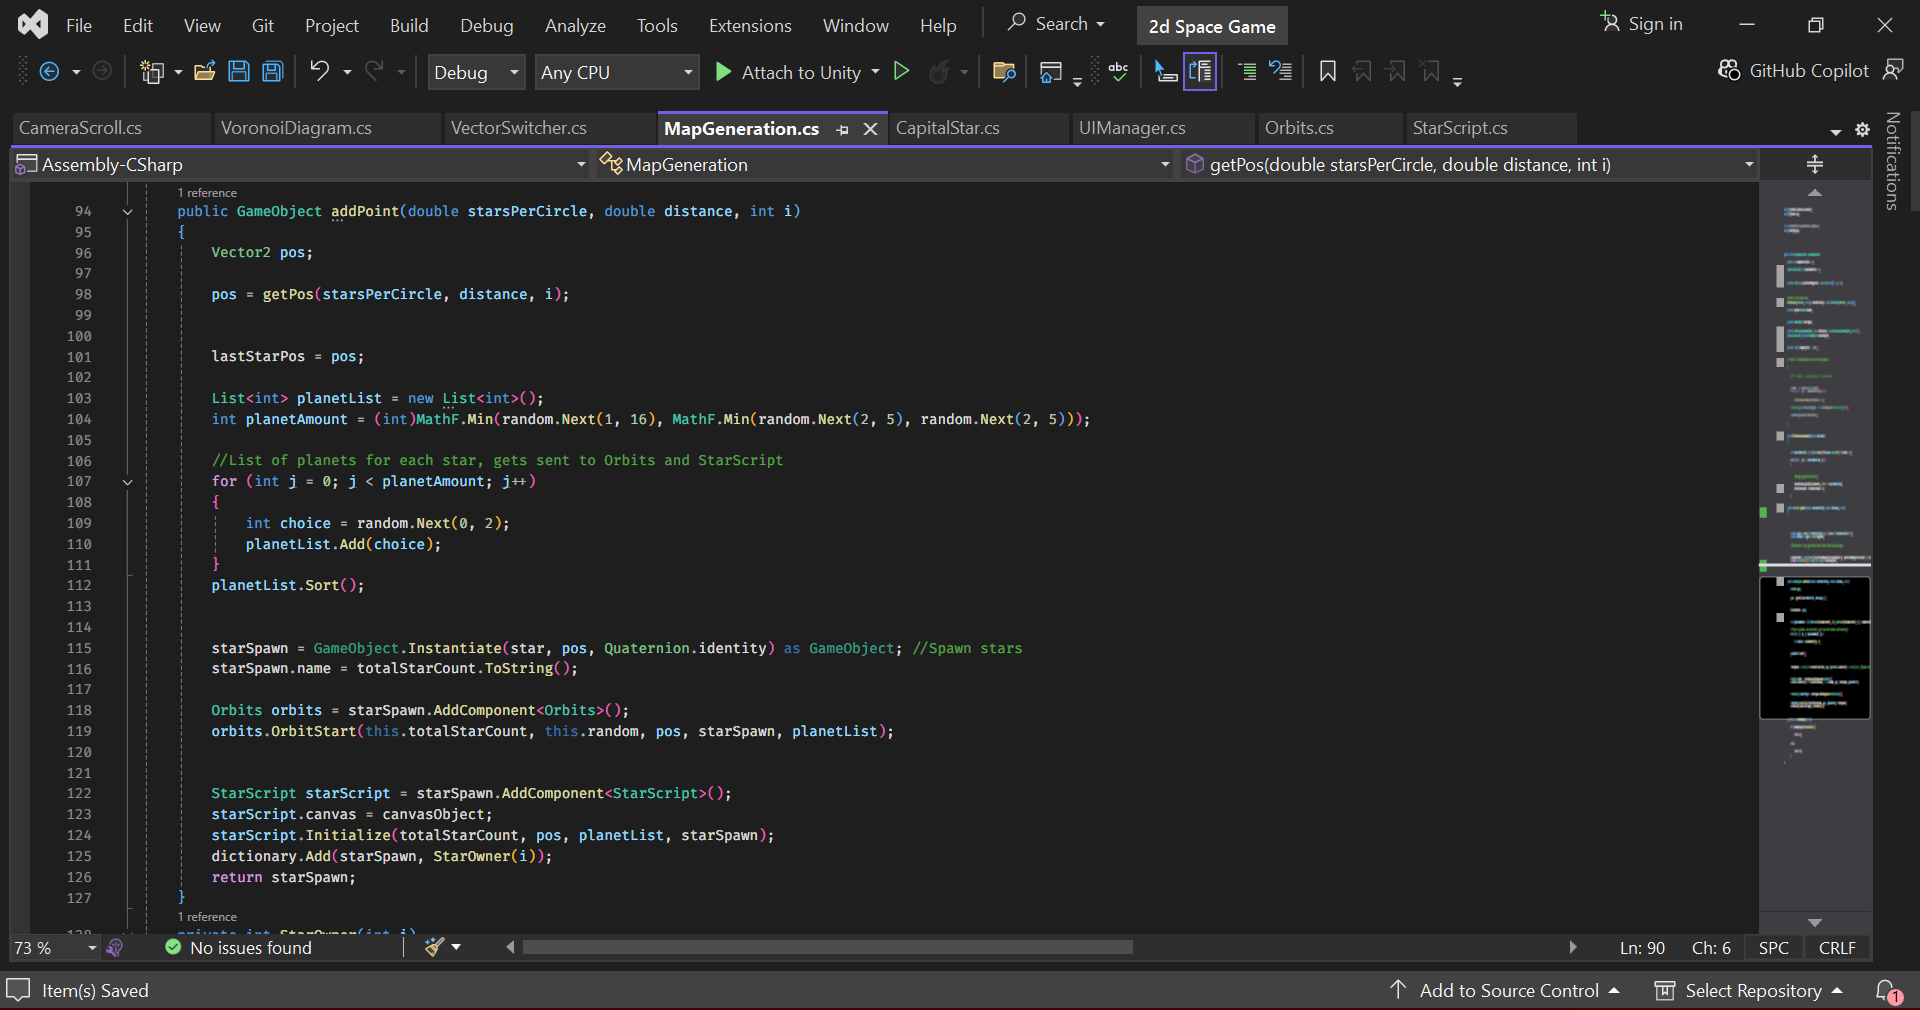 File Edit View Git Project Build Debug Analyze Tools Extensions Window Help Search 2d Space Game Sign in
Debug Any CPU Attach to Unity abc GitHub Copilot
CameraScroll.cs VoronoiDiagram.cs VectorSwitcher.cs MapGeneration.cs CapitalStar.cs UIManager.cs Orbits.cs StarScript.cs
Notifications
Assembly-CSharp MapGeneration getPos(double starsPerCircle, double distance, int i)
1 reference
94 public GameObject addPoint(double starsPerCircle, double distance, int i)
95 {
96 Vector2 pos;
97
98 pos = getPos(starsPerCircle, distance, i);
99
100
101 lastStarPos = pos;
102
103 List<int> planetList = new List<int>();
104 int planetAmount = (int)MathF.Min(random.Next(1, 16), MathF.Min(random.Next(2, 5), random.Next(2, 5)));
105
106 //List of planets for each star, gets sent to Orbits and StarScript
107 for (int j = 0; j < planetAmount; j++)
108 {
109 int choice = random.Next(0, 2);
110 planetList.Add(choice);
111 }
112 planetList.Sort();
113
114
115 starSpawn = GameObject.Instantiate(star, pos, Quaternion.identity) as GameObject; //Spawn stars
116 starSpawn.name = totalStarCount.ToString();
117
118 Orbits orbits = starSpawn.AddComponent<Orbits>();
119 orbits.OrbitStart(this.totalStarCount, this.random, pos, starSpawn, planetList);
120
121
122 StarScript starScript = starSpawn.AddComponent<StarScript>();
123 starScript.canvas = canvasObject;
124 starScript.Initialize(totalStarCount, pos, planetList, starSpawn);
125 dictionary.Add(starSpawn, StarOwner(i));
126 return starSpawn;
127 }
1 reference
128 private int StarOwner(int i)
73 % No issues found Ln: 90 Ch: 6 SPC CRLF
Item(s) Saved Add to Source Control Select Repository 1